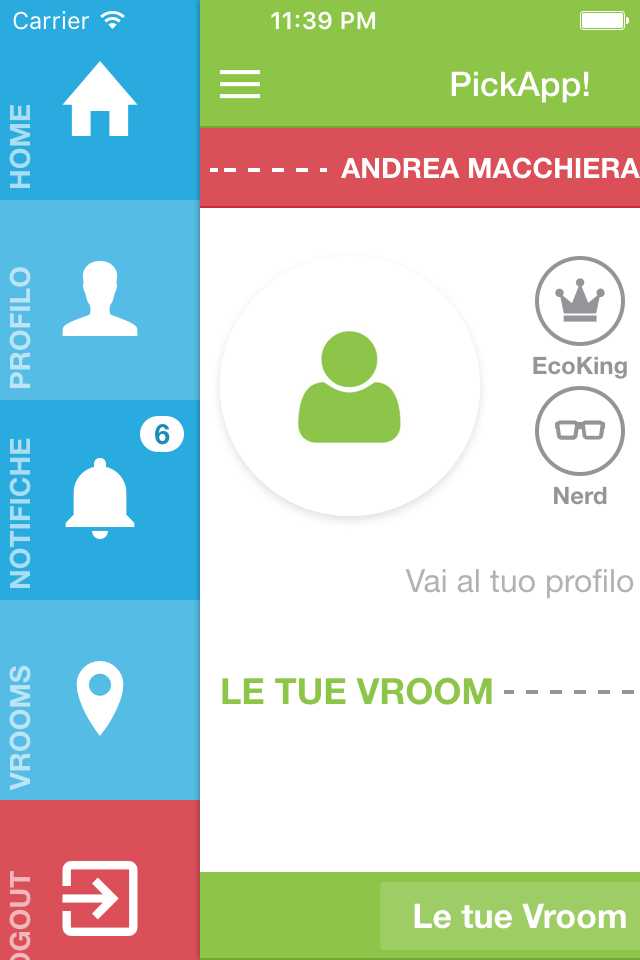 Carrier 11:39 PM
HOME
PROFILO
NOTIFICHE
6
VROOMS
LOGOUT
PickApp!
ANDREA MACCHIERA
EcoKing
Nerd
Vai al tuo profilo
LE TUE VROOM
Le tue Vroom